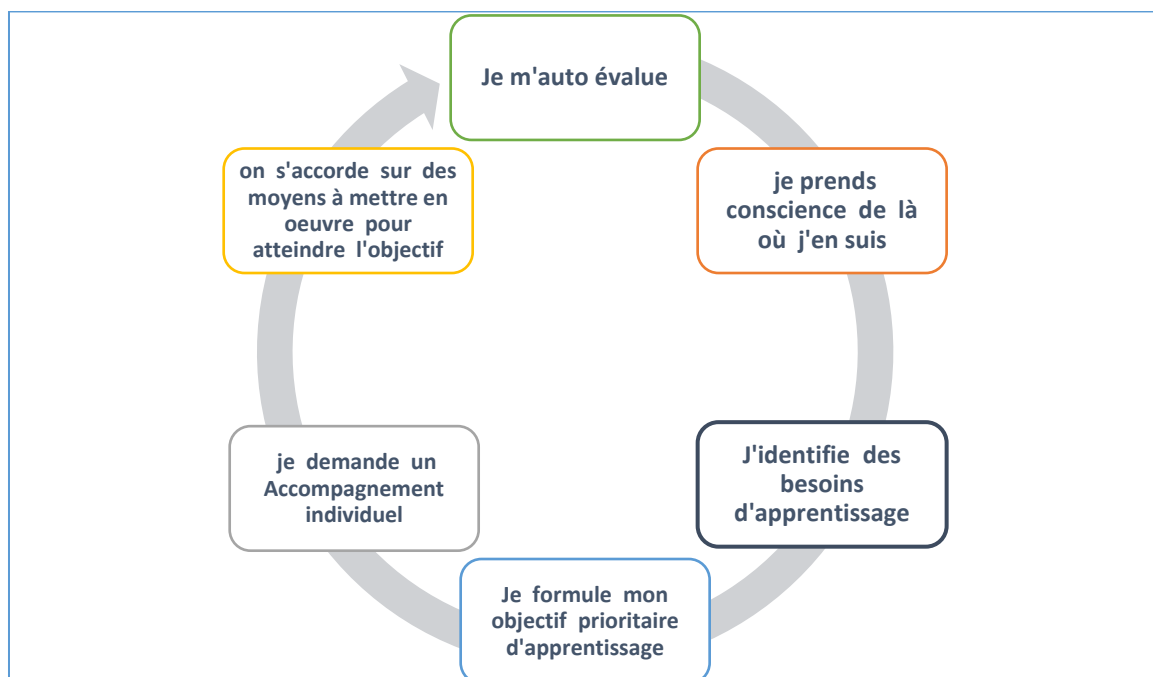 Je m'auto évalue
je prends
conscience de là
où j'en suis
J'identifie des
besoins
d'apprentissage
Je formule mon
objectif prioritaire
d'apprentissage
je demande un
Accompagnement
individuel
on s'accorde sur des
moyens à mettre en
oeuvre pour
atteindre l'objectif